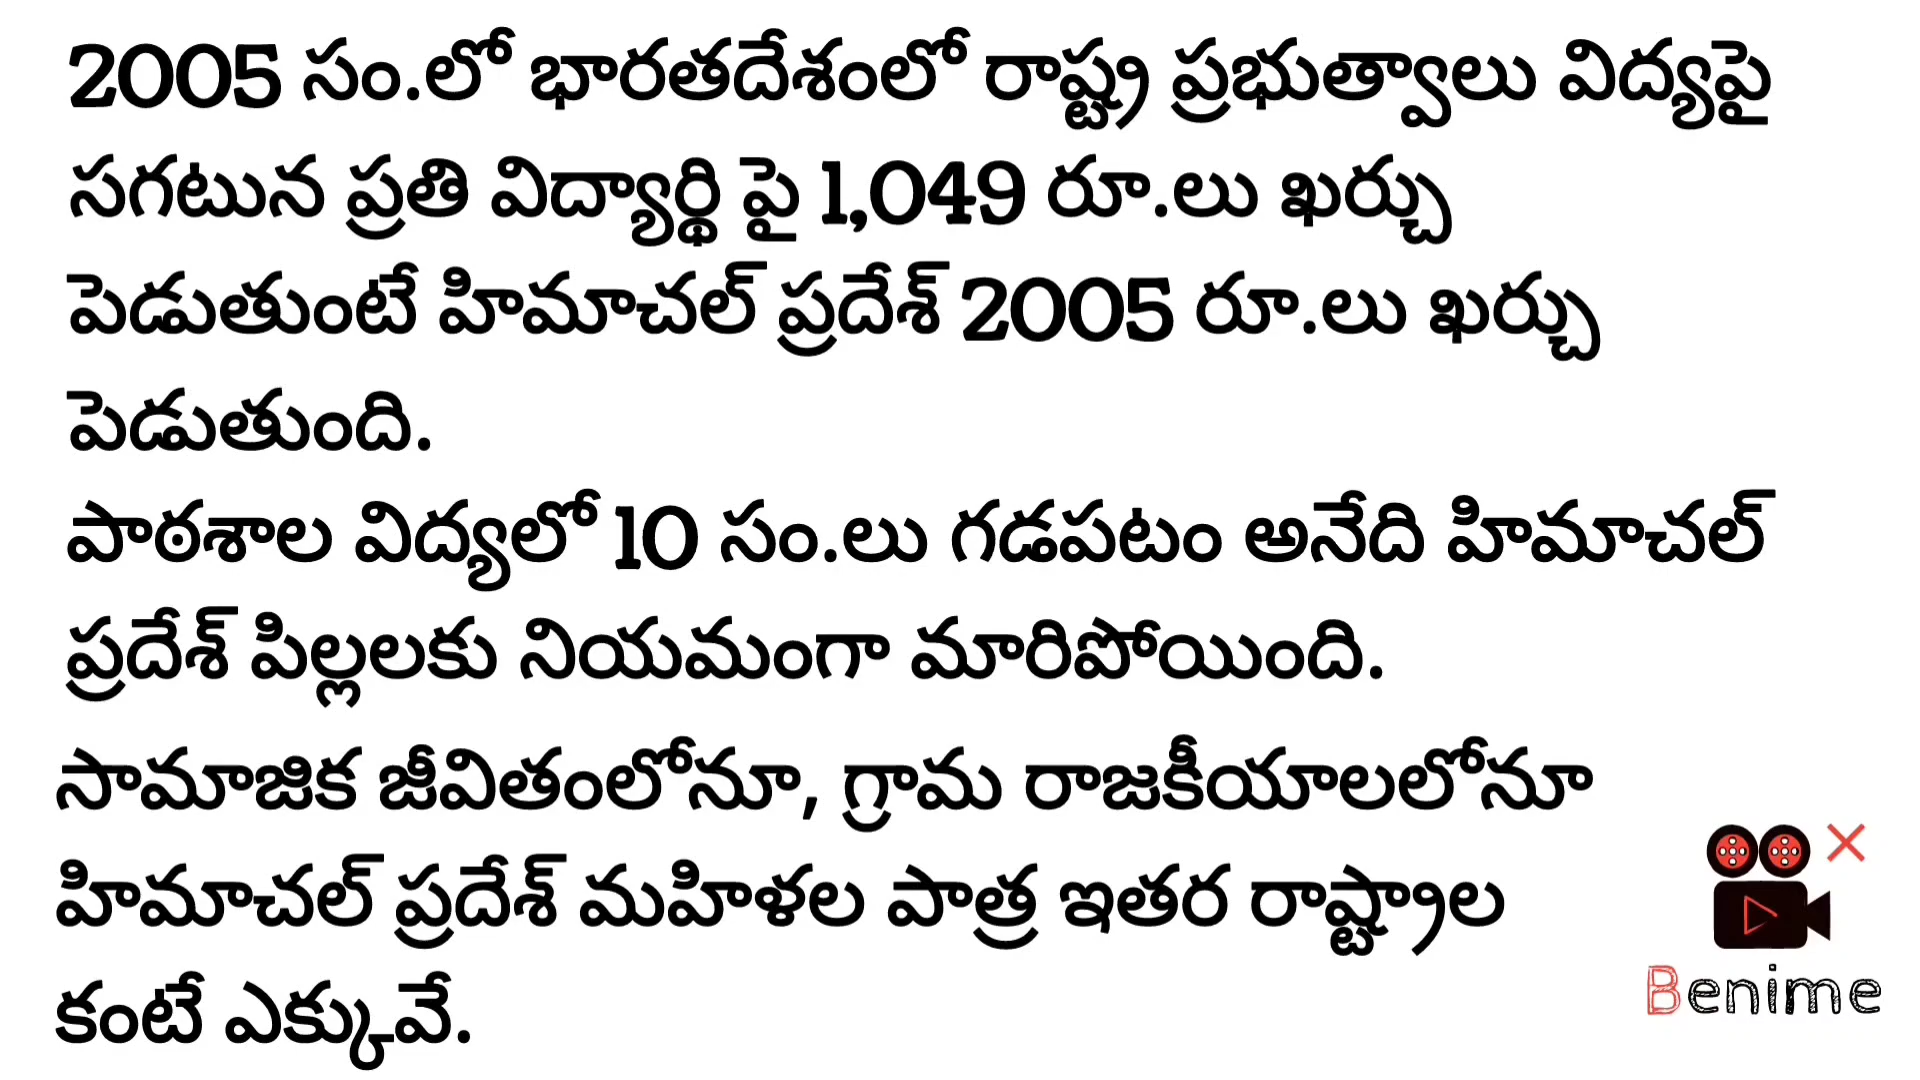 2005 సం.లో భారతదేశంలో రాష్ట్ర ప్రభుత్వాలు విద్యపై
సగటున ప్రతి విద్యార్థి పై 1,049 రూ.లు ఖర్చు
పెడుతుంటే హిమాచల్ ప్రదేశ్ 2005 రూ.లు ఖర్చు
పెడుతుంది.
పాఠశాల విద్యలో 10 సం.లు గడపటం అనేది హిమాచల్
ప్రదేశ్ పిల్లలకు నియమంగా మారిపోయింది.
సామాజిక జీవితంలోనూ, గ్రామ రాజకీయాలలోనూ
హిమాచల్ ప్రదేశ్ మహిళల పాత్ర ఇతర రాష్ట్రాల
కంటే ఎక్కువే.
Benime